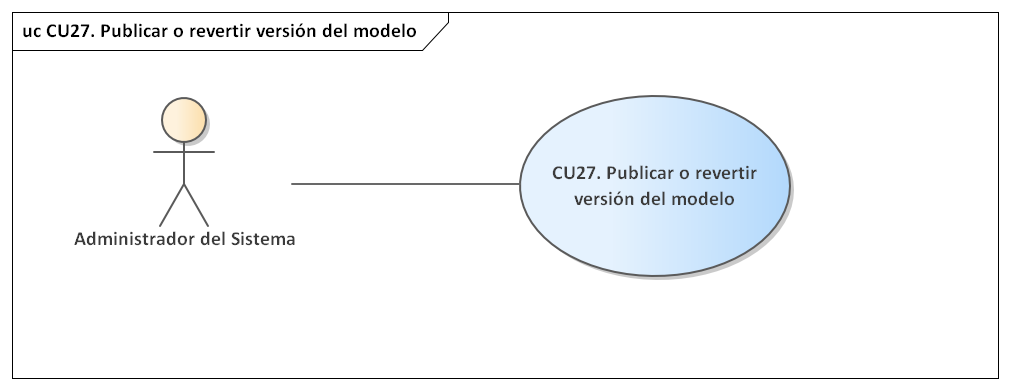 uc CU27. Publicar o revertir versión del modelo
CU27. Publicar o revertir
versión del modelo
Administrador del Sistema